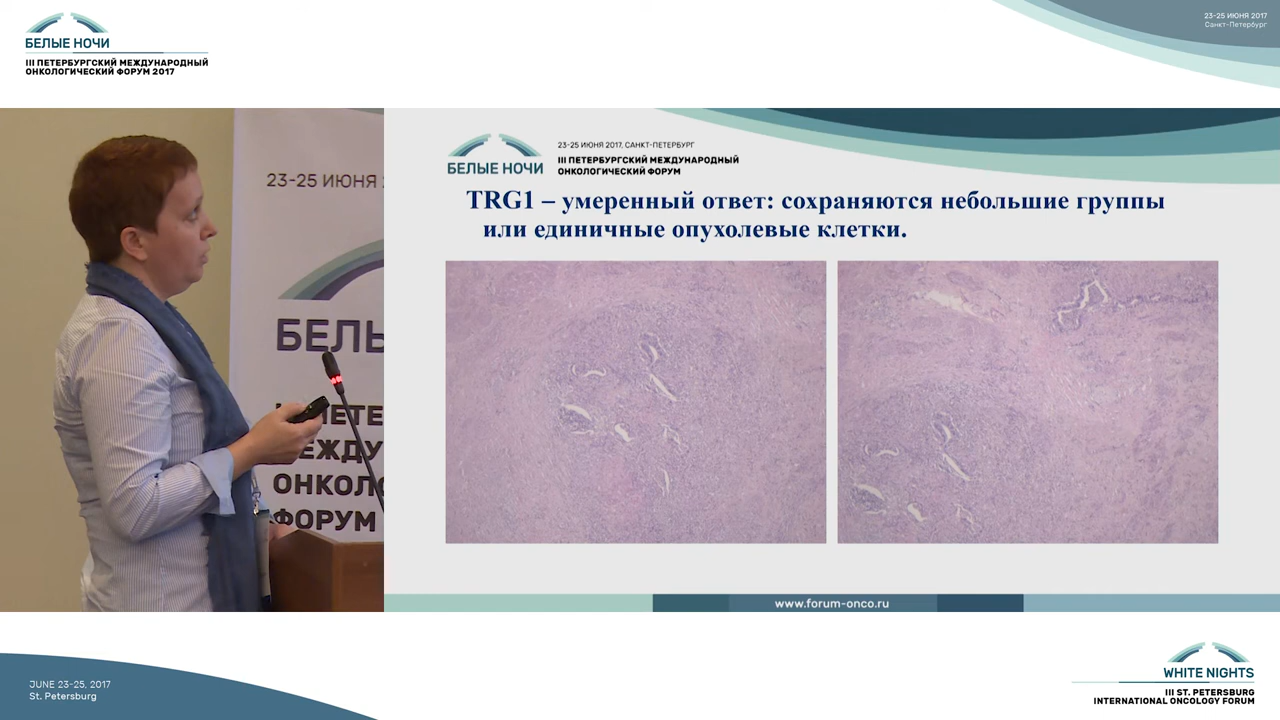 БЕЛЫЕ НОЧИ
III ПЕТЕРБУРГСКИЙ МЕЖДУНАРОДНЫЙ
ОНКОЛОГИЧЕСКИЙ ФОРУМ 2017
23-25 ИЮНЯ 2017
Санкт-Петербург
23-25 ИЮНЯ
БЕЛЫ
ОНКОЛ
ФОРУМ
БЕЛЫЕ НОЧИ
23-25 ИЮНЯ 2017, САНКТ-ПЕТЕРБУРГ
III ПЕТЕРБУРГСКИЙ МЕЖДУНАРОДНЫЙ
ОНКОЛОГИЧЕСКИЙ ФОРУМ
TRG1 – умеренный ответ: сохраняются небольшие группы
или единичные опухолевые клетки.
www.forum-onco.ru
JUNE 23-25, 2017
St. Petersburg
WHITE NIGHTS
III ST. PETERSBURG
INTERNATIONAL ONCOLOGY FORUM